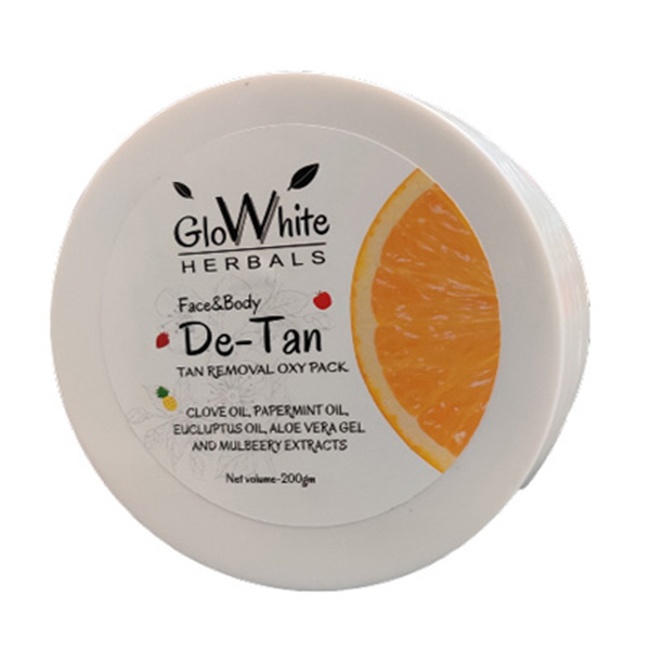 GloWhite
HERBALS
Face&Body
De-Tan
TAN REMOVAL OXY PACK
CLOVE OIL, PAPERMINT OIL,
EUCLUPTUS OIL, ALOE VERA GEL
AND MULBEERY EXTRACTS
Net volume-200gm